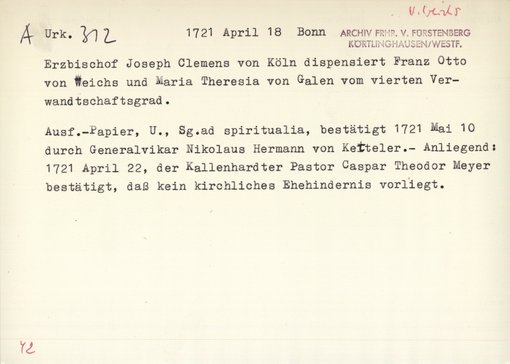 v. Weichs
A Urk. 312 1721 April 18 Bonn ARCHIV FRHR. V. FÜRSTENBERG
KÖRTLINGHAUSEN/WESTF.
Erzbischof Joseph Clemens von Köln dispensiert Franz Otto
von Weichs und Maria Theresia von Galen vom vierten Ver-
wandtschaftsgrad.
Ausf.-Papier, U., Sg.ad spiritualia, bestätigt 1721 Mai 10
durch Generalvikar Nikolaus Hermann von Ketteler.- Anliegend:
1721 April 22, der Kallenhardter Pastor Caspar Theodor Meyer
bestätigt, daß kein kirchliches Ehehindernis vorliegt.
42